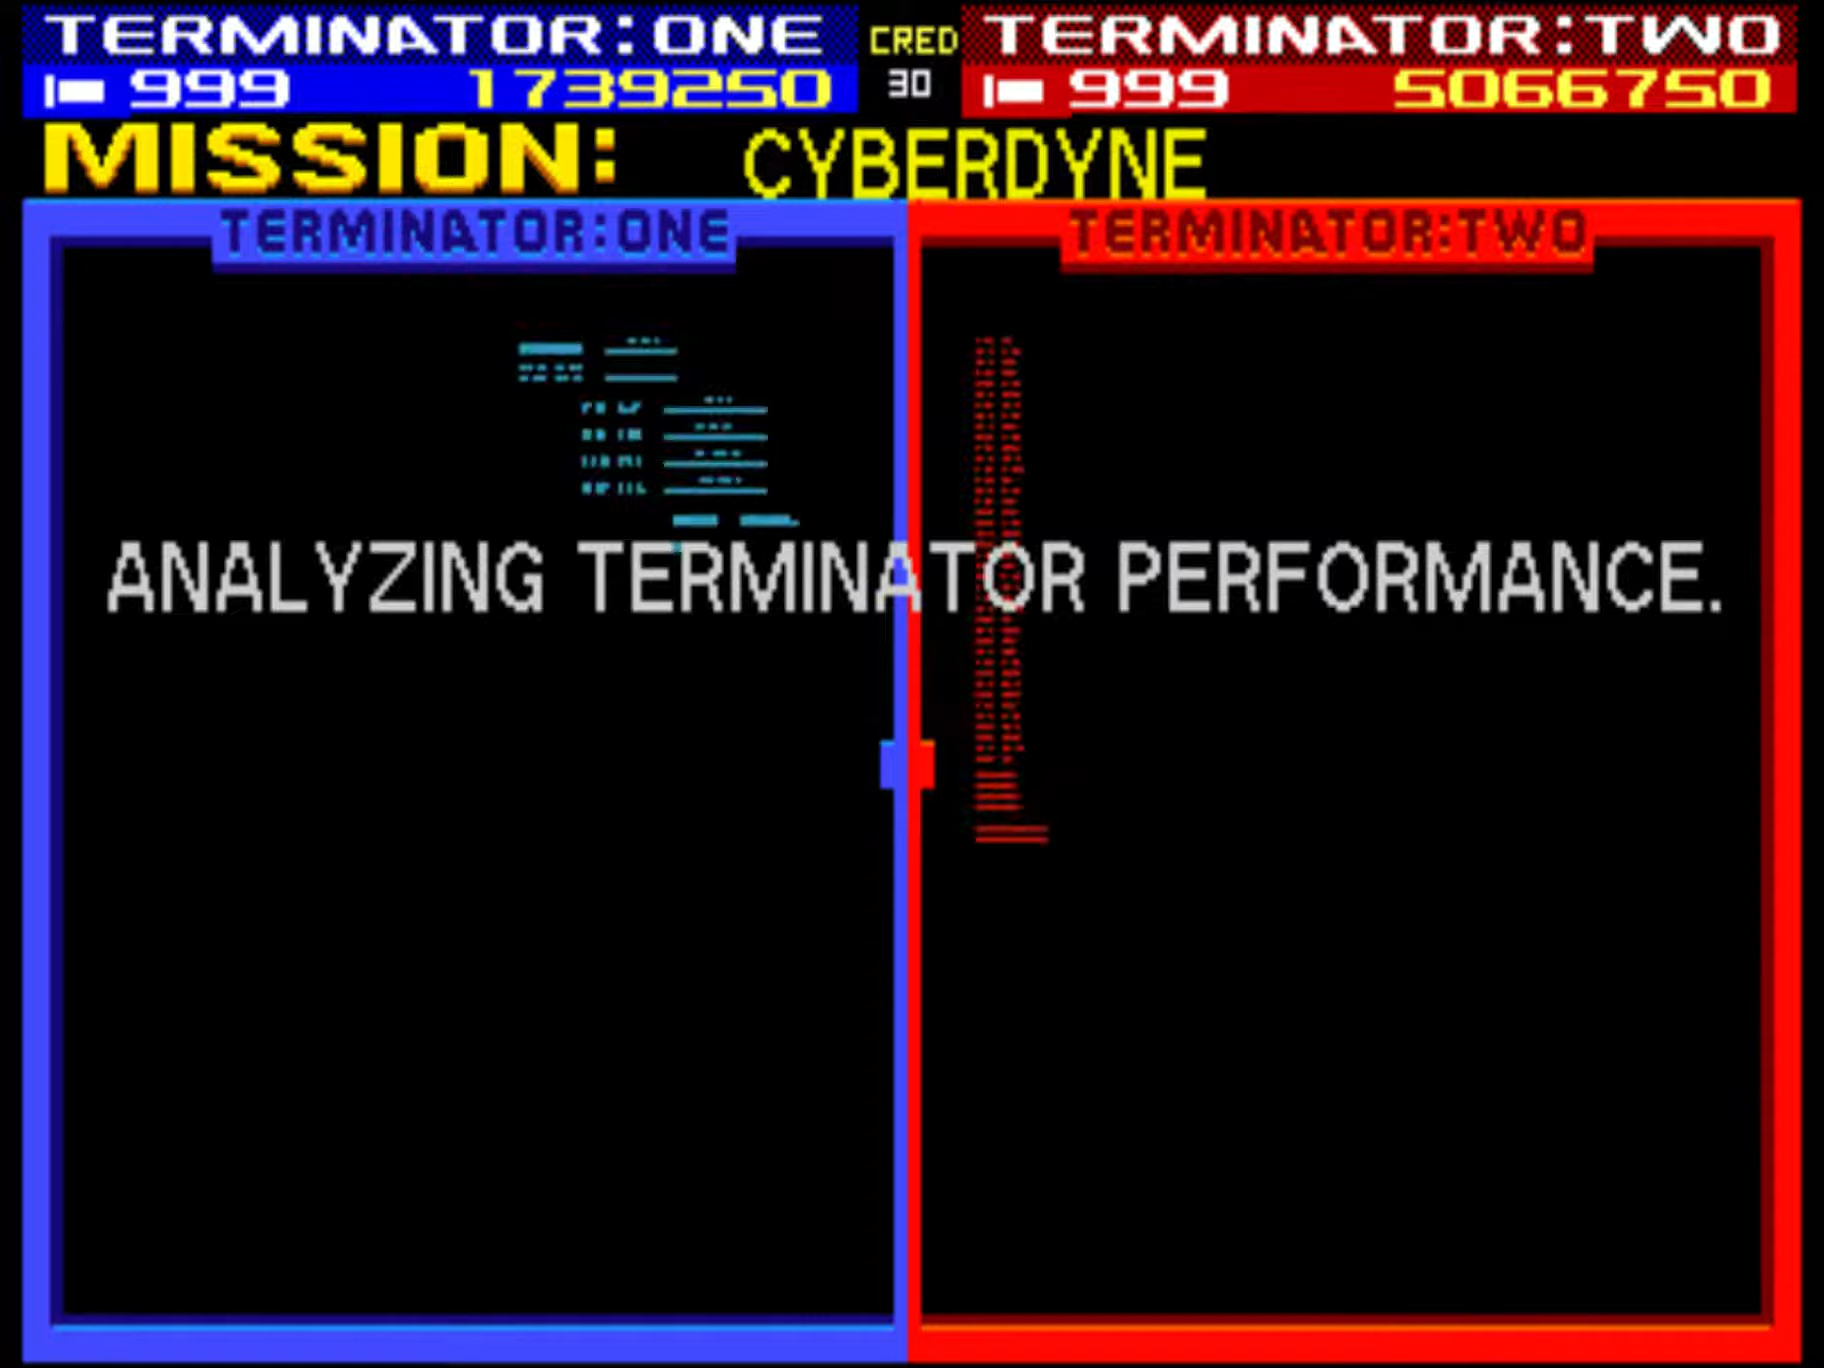 TERMINATOR:ONE CRED TERMINATOR:TWO
999 1739250 30 999 5066750
MISSION: CYBERDYNE
TERMINATOR:ONE TERMINATOR:TWO
ANALYZING TERMINATOR PERFORMANCE.